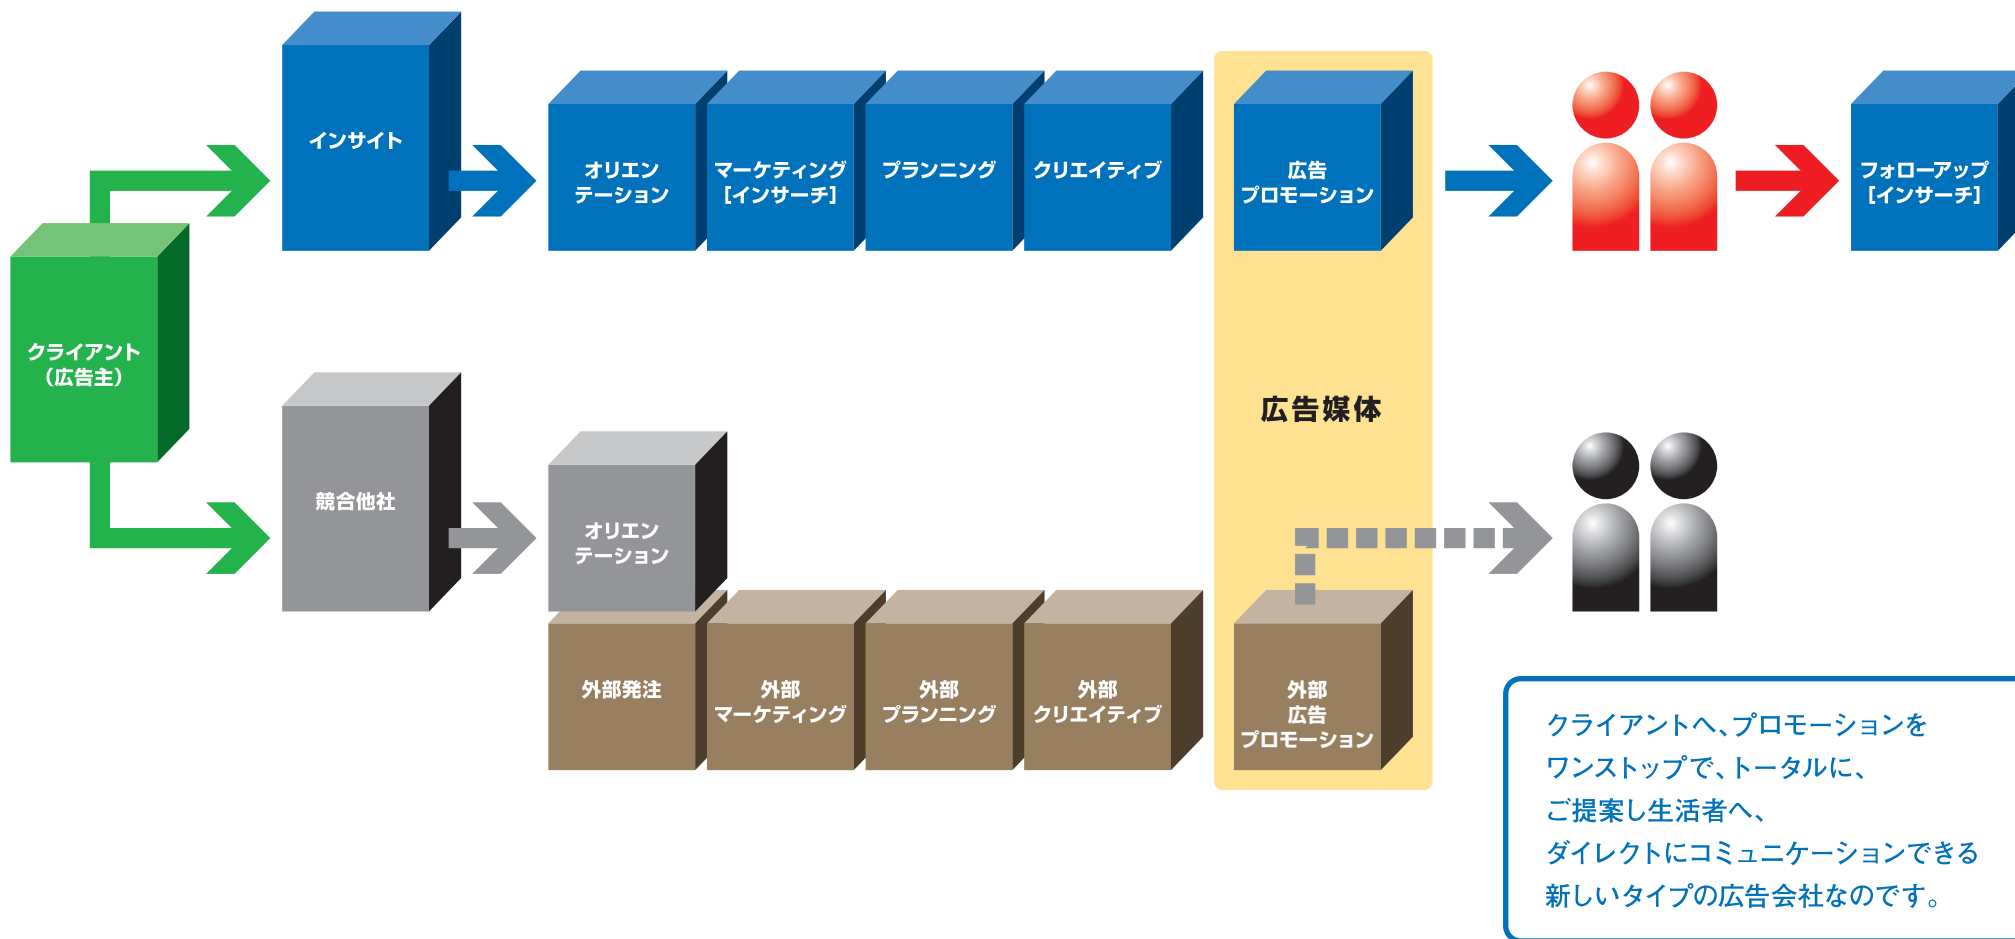 インサイト
オリエン
テーション
マーケティング
[インサーチ]
プランニング
クリエイティブ
広告
プロモーション
フォローアップ
[インサーチ]
クライアント
（広告主）
広告媒体
競合他社
オリエン
テーション
外部発注
外部
マーケティング
外部
プランニング
外部
クリエイティブ
外部
広告
プロモーション
クライアントへ、プロモーションを
ワンストップで、トータルに、
ご提案し生活者へ、
ダイレクトにコミュニケーションできる
新しいタイプの広告会社なのです。